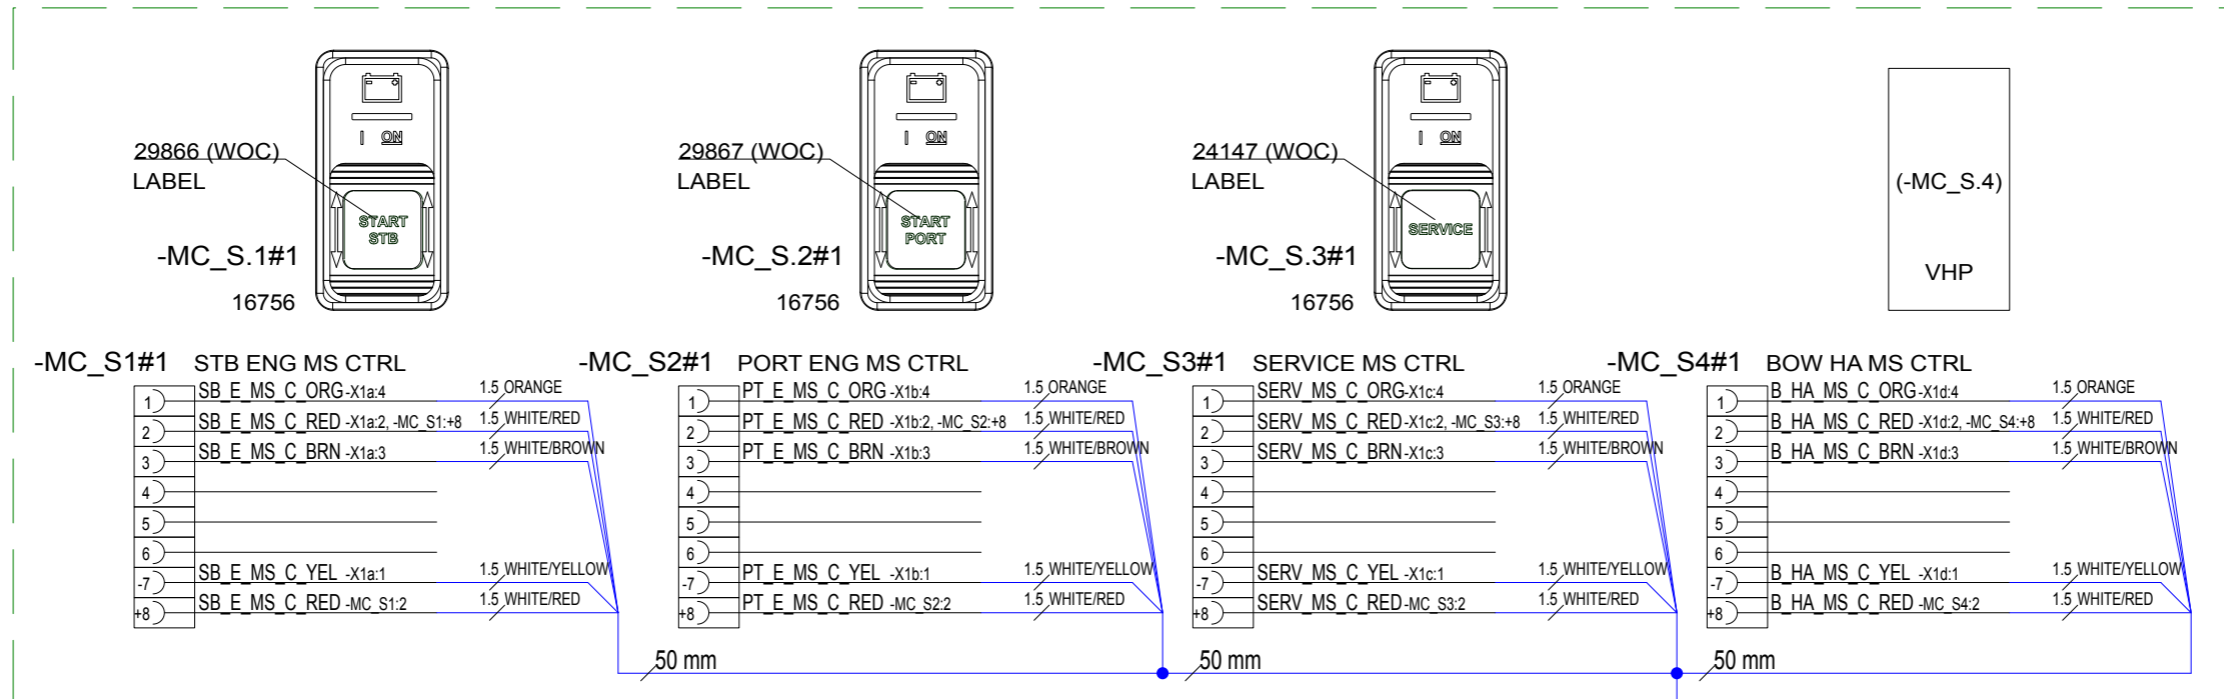 I ON
29866 (WOC)
LABEL
START
STB
-MC_S.1#1
16756
I ON
29867 (WOC)
LABEL
START
PORT
-MC_S.2#1
16756
I ON
24147 (WOC)
LABEL
SERVICE
-MC_S.3#1
16756
(-MC_S.4)
VHP
-MC_S1#1 STB ENG MS CTRL
1 SB_E_MS_C_ORG -X1a:4 1.5 ORANGE
2 SB_E_MS_C_RED -X1a:2, -MC_S1:+8 1.5 WHITE/RED
3 SB_E_MS_C_BRN -X1a:3 1.5 WHITE/BROWN
4
5
6
-7 SB_E_MS_C_YEL -X1a:1 1.5 WHITE/YELLOW
+8 SB_E_MS_C_RED -MC_S1:2 1.5 WHITE/RED
-MC_S2#1 PORT ENG MS CTRL
1 PT_E_MS_C_ORG -X1b:4 1.5 ORANGE
2 PT_E_MS_C_RED -X1b:2, -MC_S2:+8 1.5 WHITE/RED
3 PT_E_MS_C_BRN -X1b:3 1.5 WHITE/BROWN
4
5
6
-7 PT_E_MS_C_YEL -X1b:1 1.5 WHITE/YELLOW
+8 PT_E_MS_C_RED -MC_S2:2 1.5 WHITE/RED
-MC_S3#1 SERVICE MS CTRL
1 SERV_MS_C_ORG -X1c:4 1.5 ORANGE
2 SERV_MS_C_RED -X1c:2, -MC_S3:+8 1.5 WHITE/RED
3 SERV_MS_C_BRN -X1c:3 1.5 WHITE/BROWN
4
5
6
-7 SERV_MS_C_YEL -X1c:1 1.5 WHITE/YELLOW
+8 SERV_MS_C_RED -MC_S3:2 1.5 WHITE/RED
-MC_S4#1 BOW HA MS CTRL
1 B_HA_MS_C_ORG -X1d:4 1.5 ORANGE
2 B_HA_MS_C_RED -X1d:2, -MC_S4:+8 1.5 WHITE/RED
3 B_HA_MS_C_BRN -X1d:3 1.5 WHITE/BROWN
4
5
6
-7 B_HA_MS_C_YEL -X1d:1 1.5 WHITE/YELLOW
+8 B_HA_MS_C_RED -MC_S4:2 1.5 WHITE/RED
50 mm
50 mm
50 mm